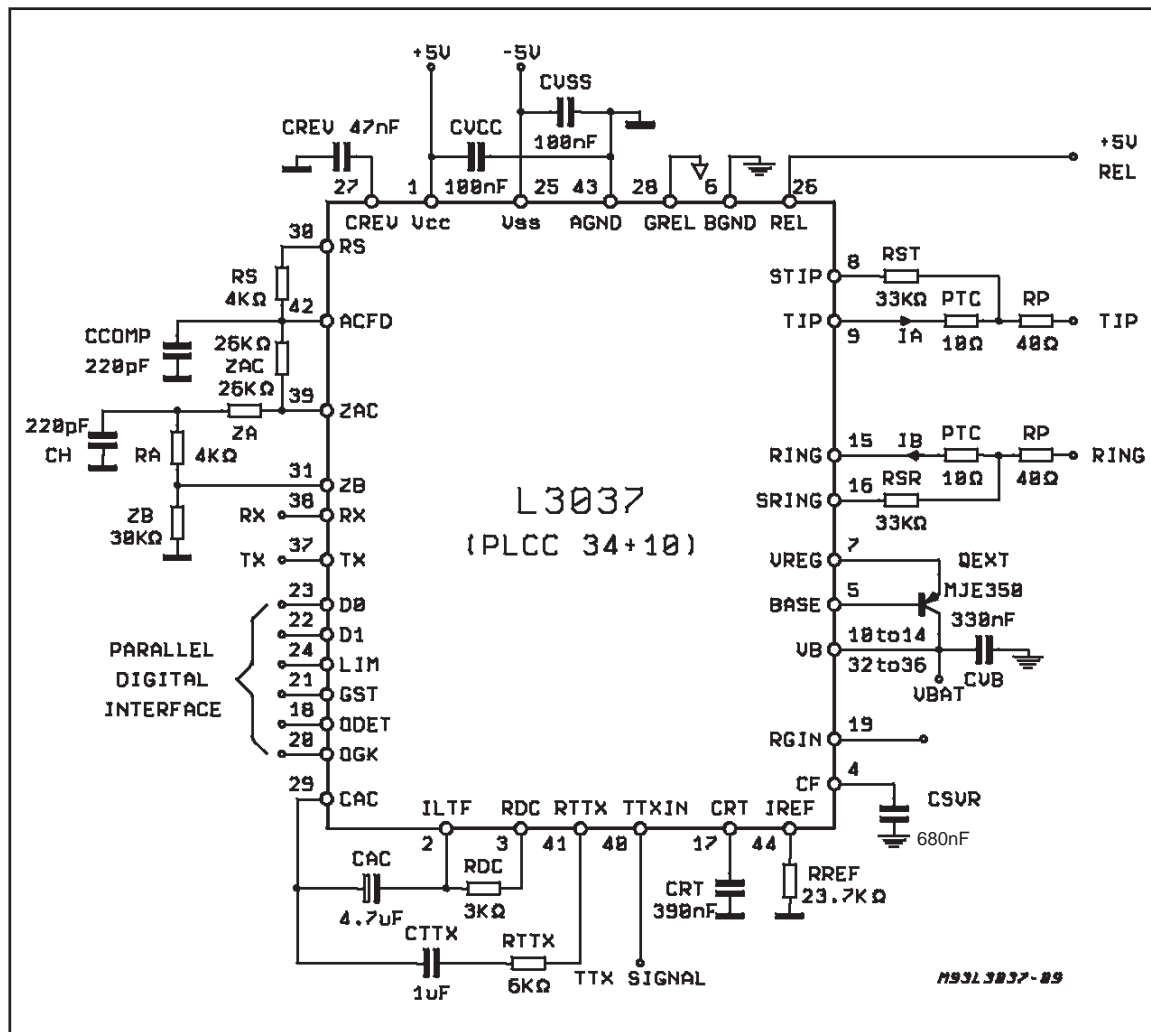 +5V
-5V
CVSS
CREV 47nF
CVCC
100nF
+5V
REL
27
1
100nF
25
43
28
6
26
CREV
Vcc
Vss
AGND
GREL
BGND
REL
30
RS
RS
4KΩ
42
ACFD
CCOMP
220pF
26KΩ
ZAC
26KΩ
39
ZAC
220pF
CH
RA
4KΩ
ZA
31
ZB
38
RX
RX
ZB
30KΩ
37
TX
TX
23
D0
22
D1
24
LIM
21
GST
18
ODET
20
OGK
PARALLEL
DIGITAL
INTERFACE
29
CAC
L3037
(PLCC 34+10)
STIP
8
RST
33KΩ
PTC
RP
TIP
9
IA
10Ω
40Ω
TIP
RING
15
IB
PTC
RP
10Ω
40Ω
RING
SRING
16
RSR
33KΩ
VREG
7
QEXT
MJE350
BASE
5
330nF
VB
10to14
32to36
CVB
VBAT
RGIN
19
CF
4
CSVR
680nF
ILTF
RDC
RTTX
TTXIN
CRT
IREF
2
3
41
40
17
44
CAC
4.7uF
RDC
3KΩ
CRT
390nF
RREF
23.7KΩ
CTTX
1uF
RTTX
6KΩ
TTX SIGNAL
M93L3037-09